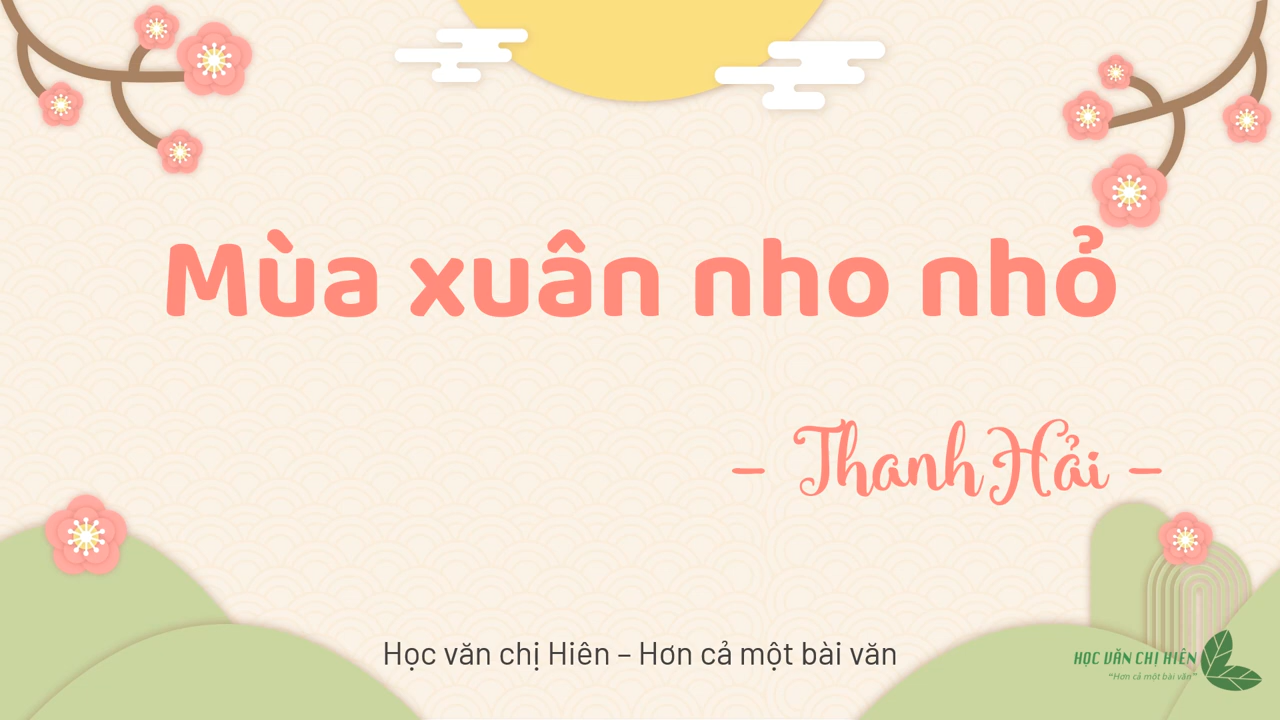 Mùa xuân nho nhỏ
– Thanh Hải –
Học văn chị Hiên – Hơn cả một bài văn
HỌC VĂN CHỊ HIÊN
"Hơn cả một bài văn"